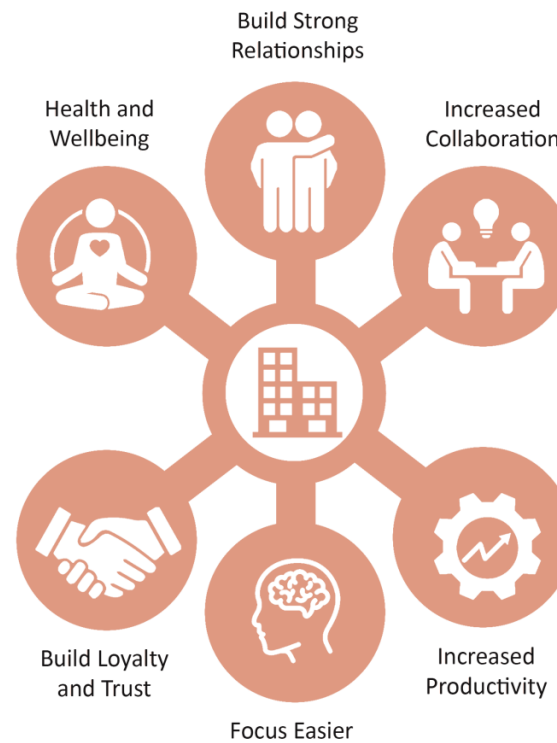 Build Strong
Relationships
Health and
Wellbeing
Increased
Collaboration
Build Loyalty
and Trust
Increased
Productivity
Focus Easier